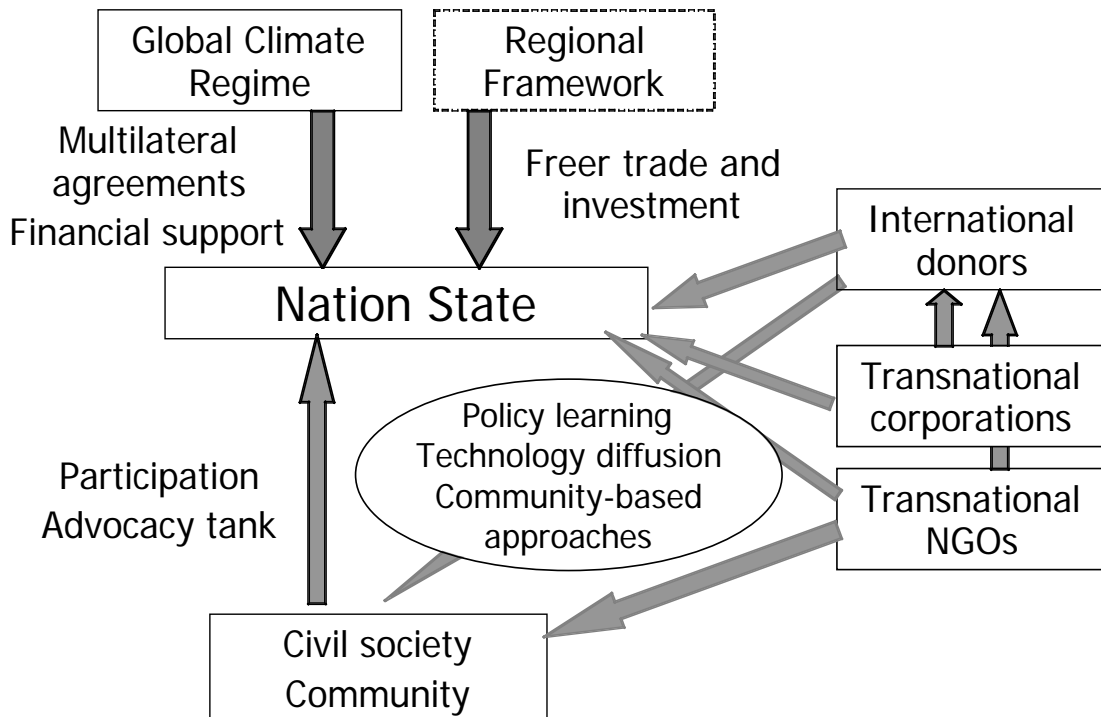 Global Climate
Regime
Regional
Framework
Multilateral
agreements
Financial support
Freer trade and
investment
International
donors
Nation State
Transnational
corporations
Policy learning
Technology diffusion
Community-based
approaches
Participation
Advocacy tank
Transnational
NGOs
Civil society
Community